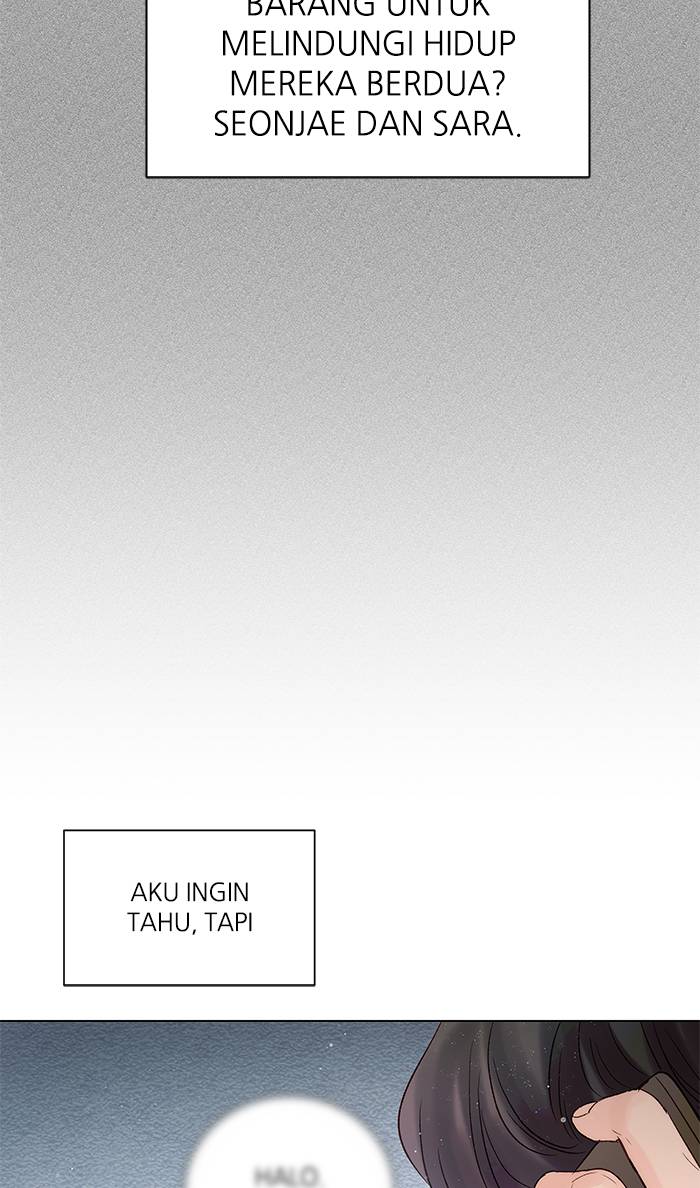 BARANG UNTUK
MELINDUNGI HIDUP
MEREKA BERDUA?
SEONJAE DAN SARA.
AKU INGIN
TAHU, TAPI
HALO.